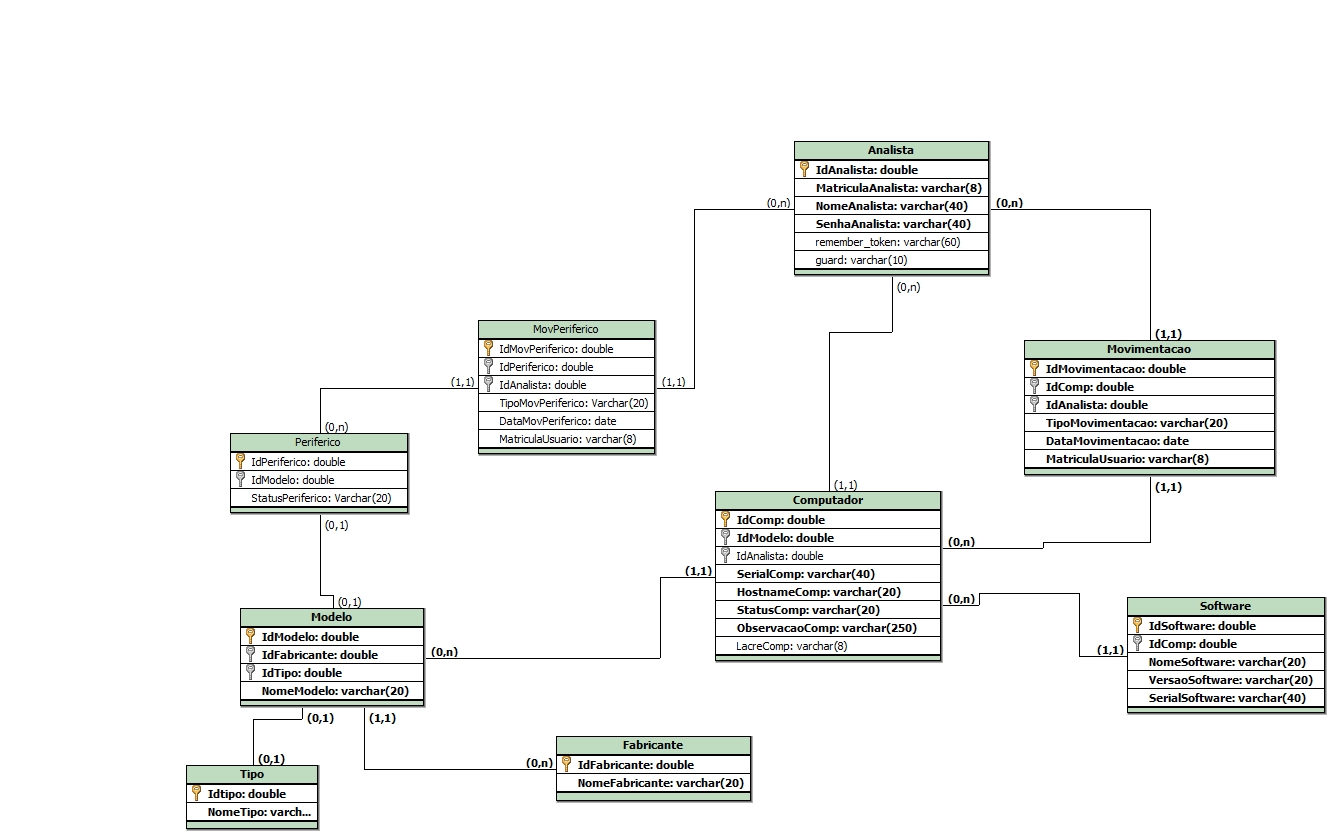 Analista
IdAnalista: double
MatriculaAnalista: varchar(8)
NomeAnalista: varchar(40)
SenhaAnalista: varchar(40)
remember_token: varchar(60)
guard: varchar(10)
(0,n)
(0,n)
(0,n)
MovPeriferico
IdMovPeriferico: double
IdPeriferico: double
IdAnalista: double
TipoMovPeriferico: Varchar(20)
DataMovPeriferico: date
MatriculaUsuario: varchar(8)
(1,1)
(1,1)
(1,1)
Movimentacao
IdMovimentacao: double
IdComp: double
IdAnalista: double
TipoMovimentacao: varchar(20)
DataMovimentacao: date
MatriculaUsuario: varchar(8)
(1,1)
(0,n)
Periferico
IdPeriferico: double
IdModelo: double
StatusPeriferico: Varchar(20)
(0,1)
(1,1)
Computador
IdComp: double
IdModelo: double
IdAnalista: double
SerialComp: varchar(40)
HostnameComp: varchar(20)
StatusComp: varchar(20)
ObservacaoComp: varchar(250)
LacreComp: varchar(8)
(0,n)
(1,1)
(0,n)
(1,1)
Software
IdSoftware: double
IdComp: double
NomeSoftware: varchar(20)
VersaoSoftware: varchar(20)
SerialSoftware: varchar(40)
(0,1)
Modelo
IdModelo: double
IdFabricante: double
IdTipo: double
NomeModelo: varchar(20)
(0,n)
(0,1)
(1,1)
(0,1)
(0,n)
Fabricante
IdFabricante: double
NomeFabricante: varchar(20)
Tipo
Idtipo: double
NomeTipo: varch...